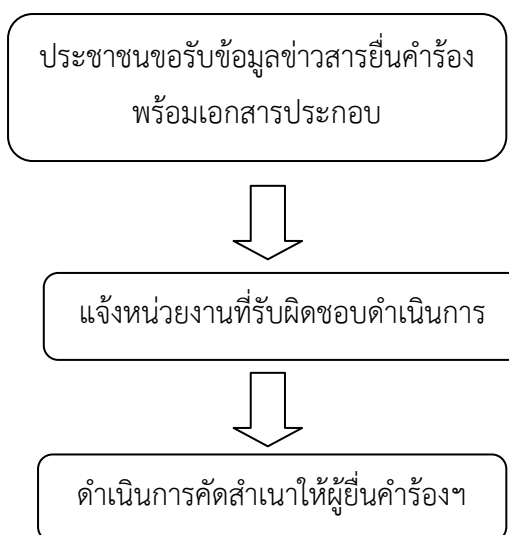 ประชาชนขอรับข้อมูลข่าวสารยื่นคำร้อง
พร้อมเอกสารประกอบ
แจ้งหน่วยงานที่รับผิดชอบดำเนินการ
ดำเนินการคัดสำเนาให้ผู้ยื่นคำร้องฯ